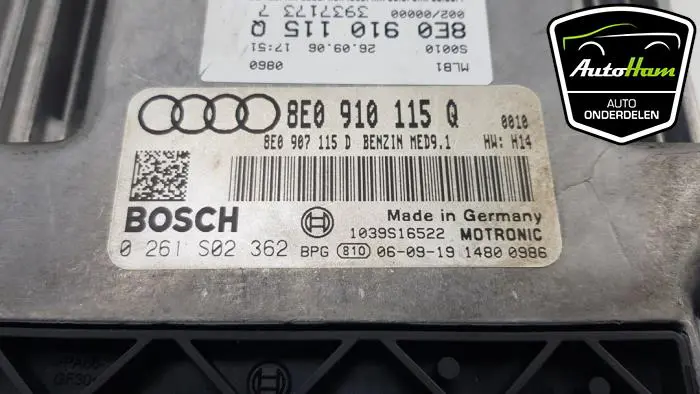 8E0 910 115 Q
3937173 7
002/00000
S0010 26.09.06 17:51
MLB1 0860
AutoHam
AUTO
ONDERDELEN
8E0 910 115 Q 0010
8E0 907 115 D BENZIN MED9.1 HW: H14
BOSCH
Made in Germany
1039S16522 MOTRONIC
0 261 S02 362 BPG 810 06-09-19 1480 0986